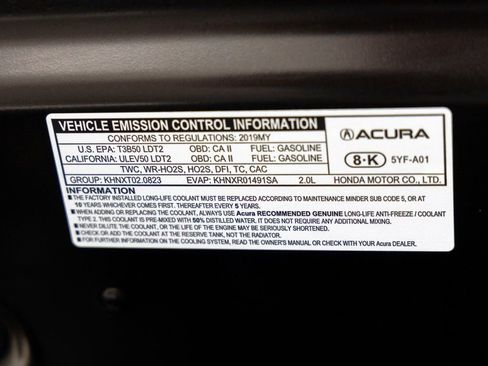 VEHICLE EMISSION CONTROL INFORMATION
CONFORMS TO REGULATIONS: 2019MY
U.S. EPA: T3B50 LDT2 OBD: CA II FUEL: GASOLINE
CALIFORNIA: ULEV50 LDT2 OBD: CA II FUEL: GASOLINE
TWC, WR-HO2S, HO2S, DFI, TC, CAC
GROUP: KHNXT02.0823 EVAP: KHNXR01491SA 2.0L
ACURA
8·K 5YF-A01
HONDA MOTOR CO., LTD.
INFORMATION
■ THE FACTORY INSTALLED LONG-LIFE COOLANT MUST BE REPLACED ACCORDING TO MAINTENANCE MINDER SUB CODE 5, OR AT
10 YEARS WHICHEVER IS FIRST. THEREAFTER EVERY 5 YEARS.
■ WHEN ADDING OR REPLACING THE COOLANT, ALWAYS USE Acura RECOMMENDED GENUINE LONG-LIFE ANTI-FREEZE / COOLANT
TYPE 2. THIS COOLANT IS PRE-MIXED WITH 50% DISTILLED WATER. IT DOES NOT REQUIRE ANY ADDITIONAL MIXING.
■ NEVER DILUTE THE COOLANT, OR THE LIFE OF THE ENGINE MAY BE SERIOUSLY SHORTENED.
■ CHECK OR ADD THE COOLANT AT THE RESERVE TANK, NOT THE RADIATOR.
■ FOR FURTHER INFORMATION ON THE COOLING SYSTEM, READ THE OWNER'S MANUAL OR CHECK WITH YOUR Acura DEALER.